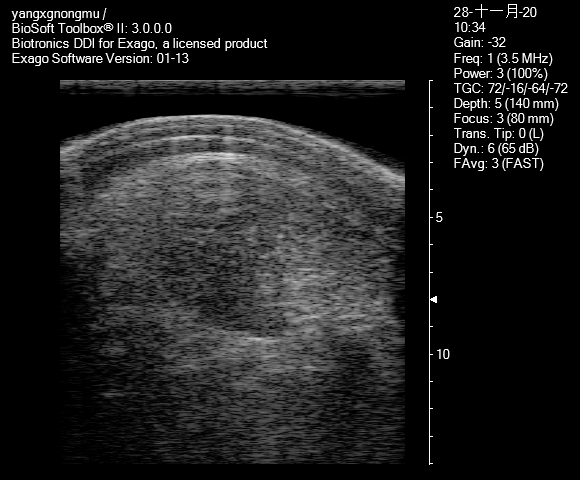 yangxgnongmu /
BioSoft Toolbox® II: 3.0.0.0
Biotronics DDI for Exago, a licensed product
Exago Software Version: 01-13
28-十一月-20
10:34
Gain: -32
Freq: 1 (3.5 MHz)
Power: 3 (100%)
TGC: 72/-16/-64/-72
Depth: 5 (140 mm)
Focus: 3 (80 mm)
Trans. Tip: 0 (L)
Dyn.: 6 (65 dB)
FAvg: 3 (FAST)
5
10